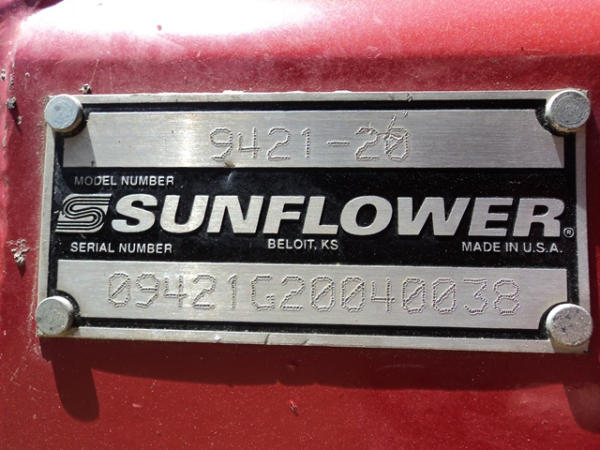 9421-20
MODEL NUMBER
SUNFLOWER®
SERIAL NUMBER BELOIT, KS MADE IN U.S.A.
09421G20040038